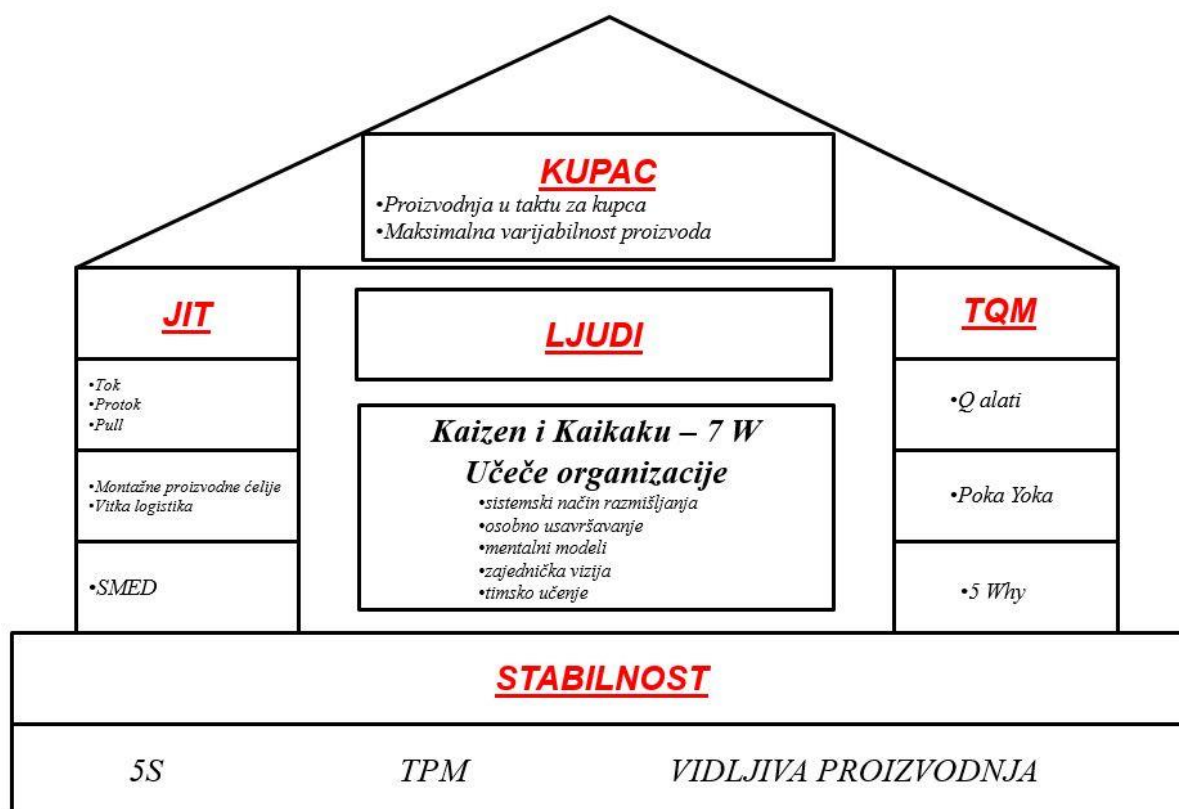 KUPAC
•Proizvodnja u taktu za kupca
•Maksimalna varijabilnost proizvoda
JIT
•Tok
•Protok
•Pull
•Montažne proizvodne ćelije
•Vitka logistika
•SMED
LJUDI
Kaizen i Kaikaku – 7 W
Učeče organizacije
•sistemski način razmišljanja
•osobno usavršavanje
•mentalni modeli
•zajednička vizija
•timsko učenje
TQM
•Q alati
•Poka Yoka
•5 Why
STABILNOST
5S TPM VIDLJIVA PROIZVODNJA